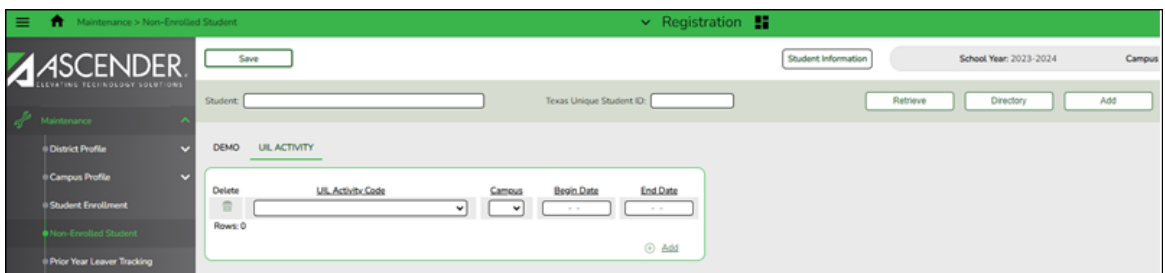 Maintenance > Non-Enrolled Student
Registration
ASCENDER.
ELEVATING TECHNOLOGY SOLUTIONS
Save
Student Information
School Year: 2023-2024
Campus
Student:
Texas Unique Student ID:
Retrieve
Directory
Add
Maintenance
District Profile
Campus Profile
Student Enrollment
Non-Enrolled Student
Prior Year Leaver Tracking
DEMO
UIL ACTIVITY
Delete
UIL Activity Code
Campus
Begin Date
End Date
- -
- -
Rows: 0
Add